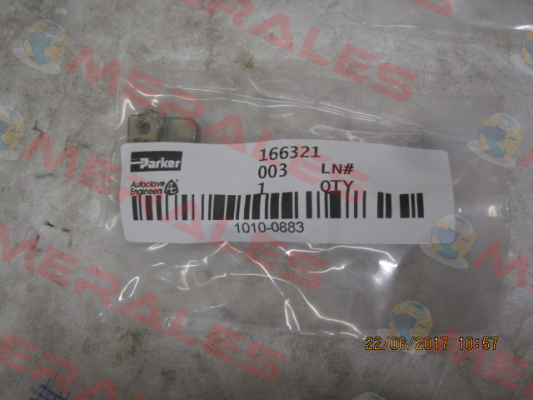 MERALES
MERALES
MERALES
Parker
Autoclave
Engineers
166321
003 LN#
1 QTY
1010-0883
22/06/2017 10:57